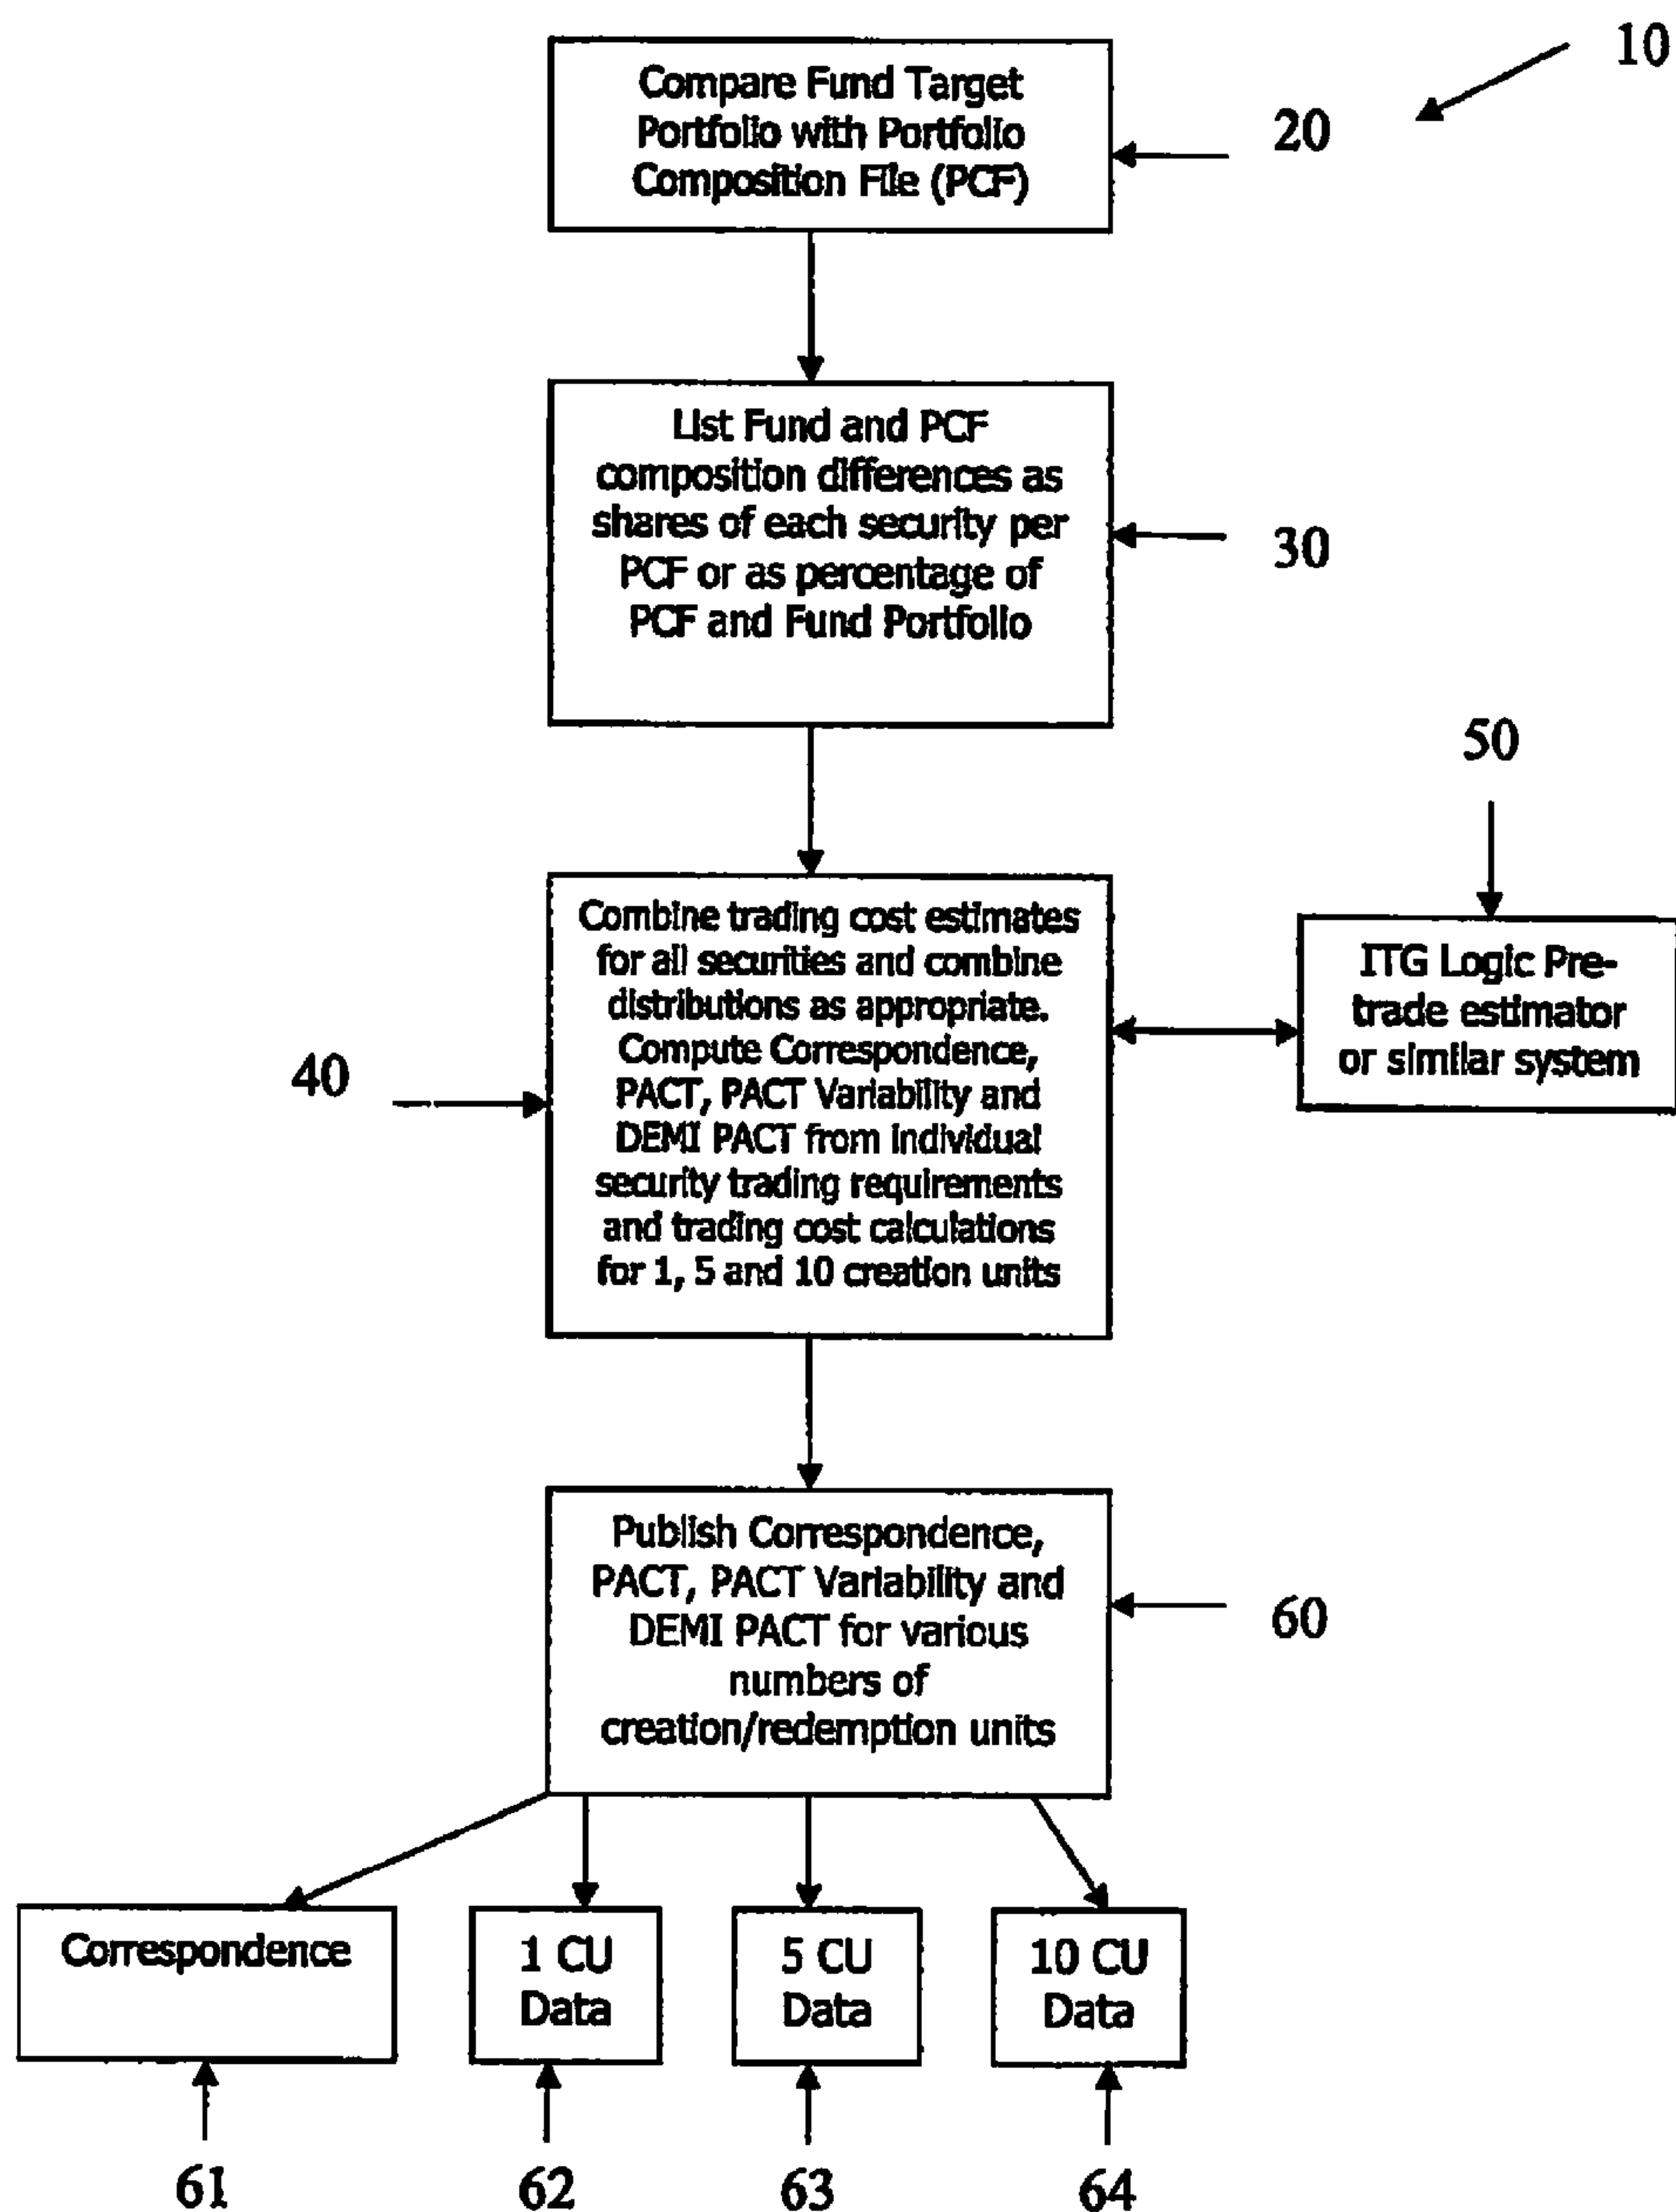 10
Compare Fund Target
Portfolio with Portfolio
Composition File (PCF)
20
List Fund and PCF
composition differences as
shares of each security per
PCF or as percentage of
PCF and Fund Portfolio
30
50
Combine trading cost estimates
for all securities and combine
distributions as appropriate.
Compute Correspondence,
PACT, PACT Variability and
DEMI PACT from individual
security trading requirements
and trading cost calculations
for 1, 5 and 10 creation units
ITG Logic Pre-
trade estimator
or similar system
40
Publish Correspondence,
PACT, PACT Variability and
DEMI PACT for various
numbers of
creation/redemption units
60
Correspondence
1 CU
Data
5 CU
Data
10 CU
Data
61
62
63
64